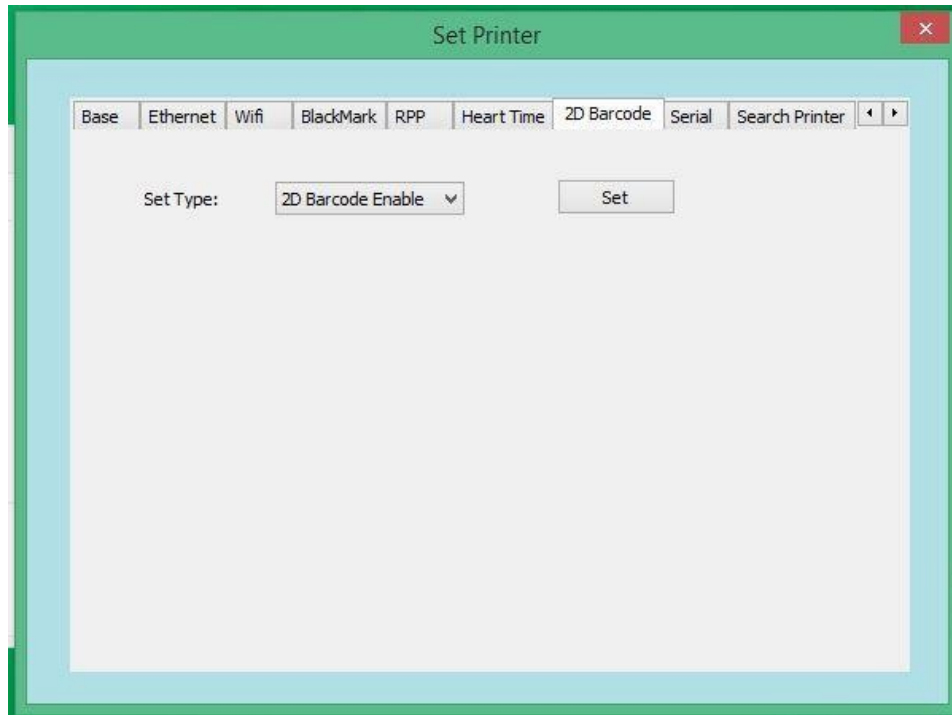 Set Printer
Base Ethernet Wifi BlackMark RPP Heart Time 2D Barcode Serial Search Printer
Set Type: 2D Barcode Enable Set